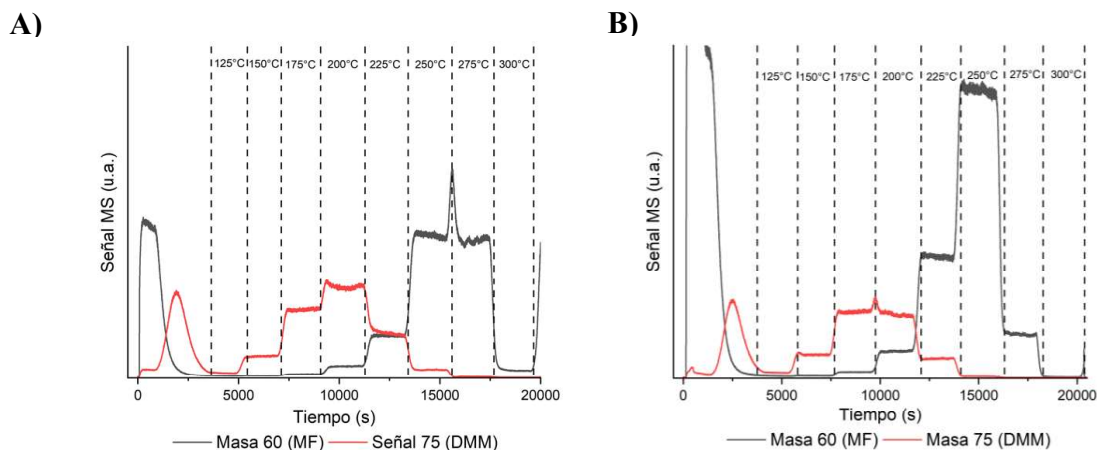 A)
125°C 150°C 175°C 200°C 225°C 250°C 275°C 300°C
Señal MS (u.a.)
0 5000 10000 15000 20000
Tiempo (s)
Masa 60 (MF) Señal 75 (DMM)
B)
125°C 150°C 175°C 200°C 225°C 250°C 275°C 300°C
Señal MS (u.a.)
0 5000 10000 15000 20000
Tiempo (s)
Masa 60 (MF) Masa 75 (DMM)